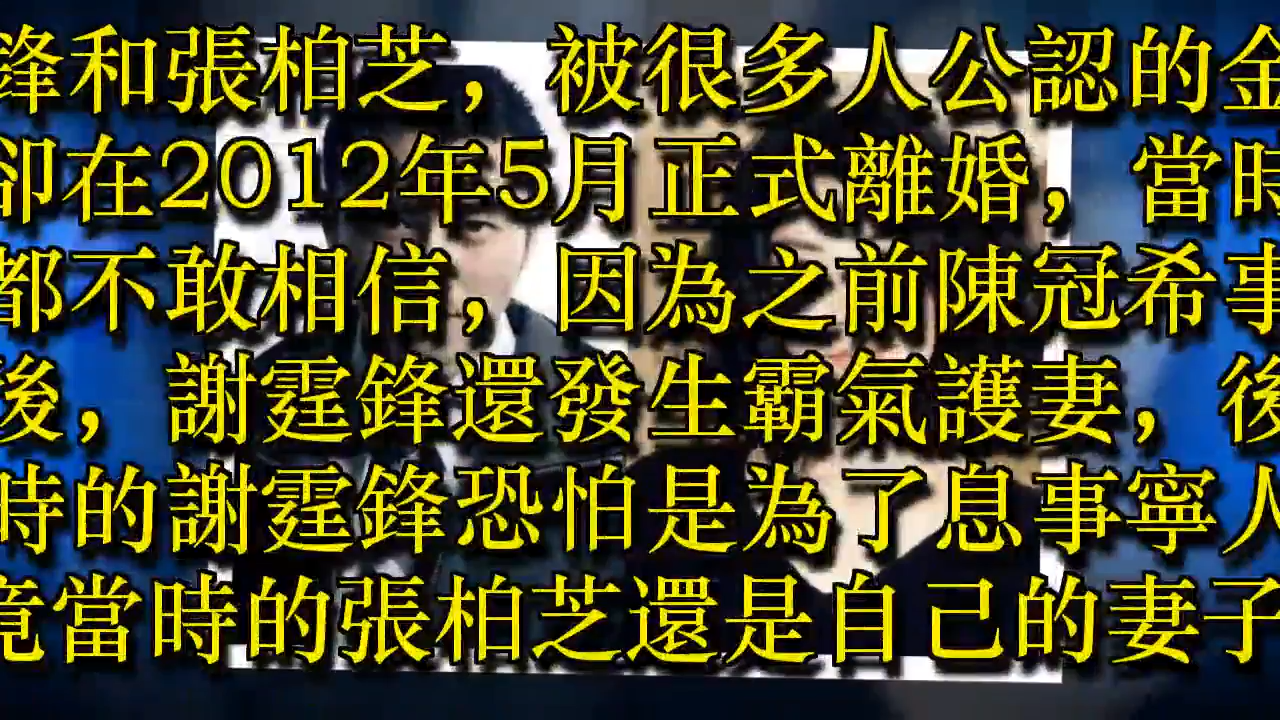 鋒和張柏芝，被很多人公認的金
卻在2012年5月正式離婚，當時
都不敢相信，因為之前陳冠希事
後，謝霆鋒還發生霸氣護妻，後
時的謝霆鋒恐怕是為了息事寧人
竟當時的張柏芝還是自己的妻子